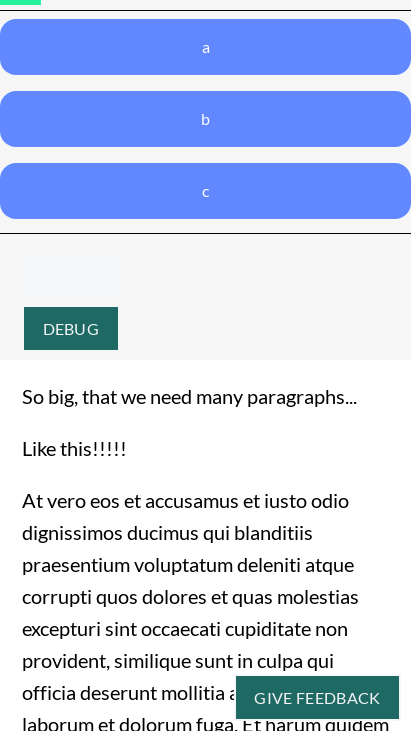 a
b
c
DEBUG
So big, that we need many paragraphs...
Like this!!!!!
At vero eos et accusamus et iusto odio
dignissimos ducimus qui blanditiis
praesentium voluptatum deleniti atque
corrupti quos dolores et quas molestias
excepturi sint occaecati cupiditate non
provident, similique sunt in culpa qui
officia deserunt mollitia a
GIVE FEEDBACK
laborum et dolorum fuga. Et harum quidem